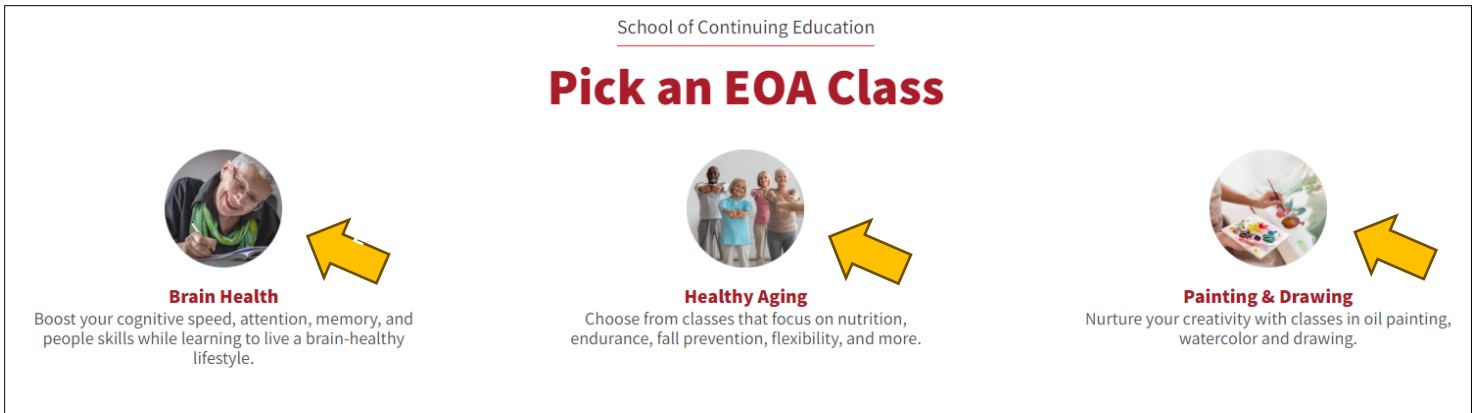 School of Continuing Education
Pick an EOA Class
Brain Health
Boost your cognitive speed, attention, memory, and
people skills while learning to live a brain-healthy
lifestyle.
Healthy Aging
Choose from classes that focus on nutrition,
endurance, fall prevention, flexibility, and more.
Painting & Drawing
Nurture your creativity with classes in oil painting,
watercolor and drawing.